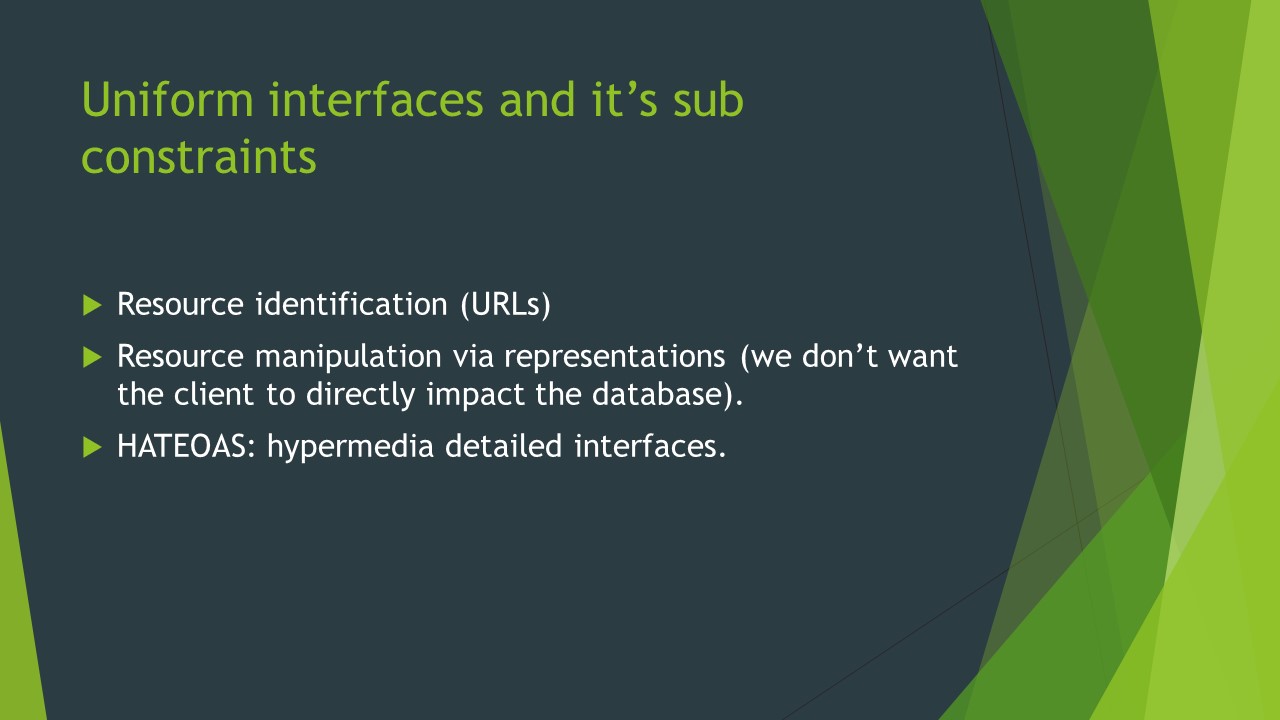 Uniform interfaces and it’s sub
constraints
Resource identification (URLs)
Resource manipulation via representations (we don’t want
the client to directly impact the database).
HATEOAS: hypermedia detailed interfaces.